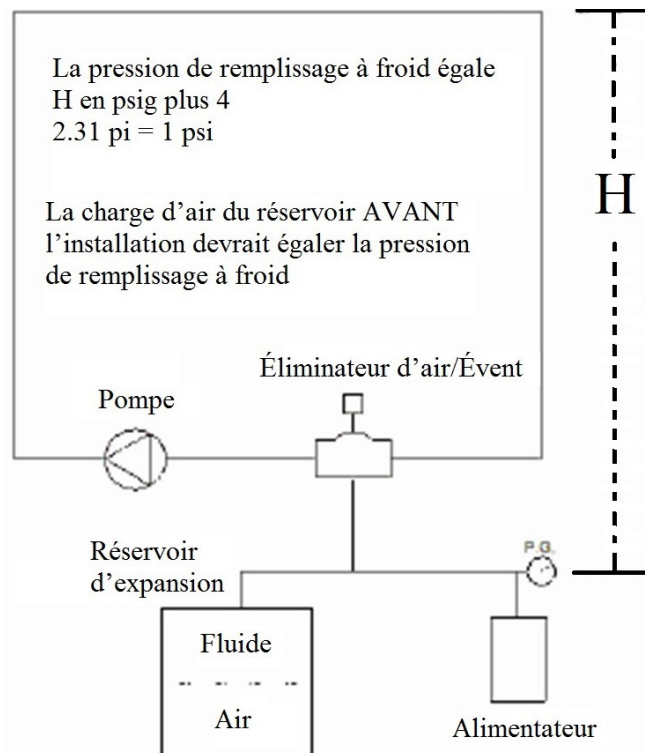 La pression de remplissage à froid égale
H en psig plus 4
2.31 pi = 1 psi
La charge d'air du réservoir AVANT
l'installation devrait égaler la pression
de remplissage à froid
H
Éliminateur d'air/Évent
Pompe
P.G.
Réservoir
d'expansion
Fluide
Air
Alimentateur